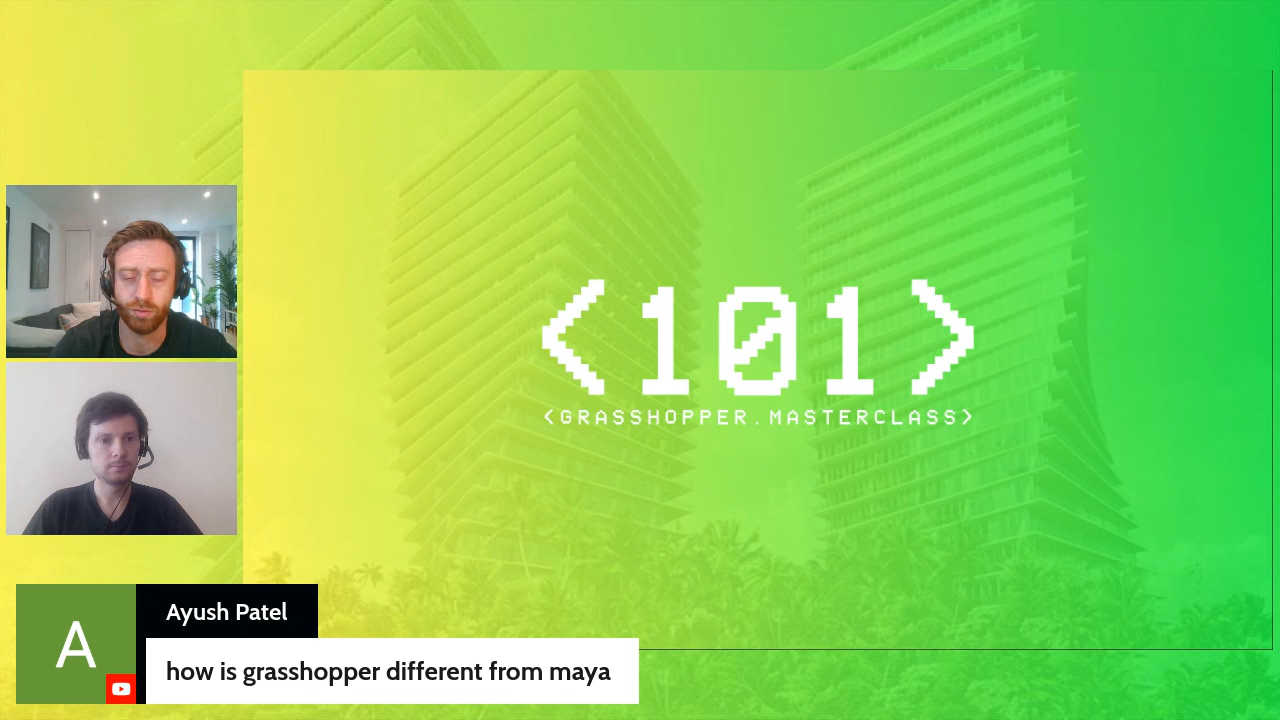 <101>
<GRASSHOPPER.MASTERCLASS>
A
Ayush Patel
how is grasshopper different from maya